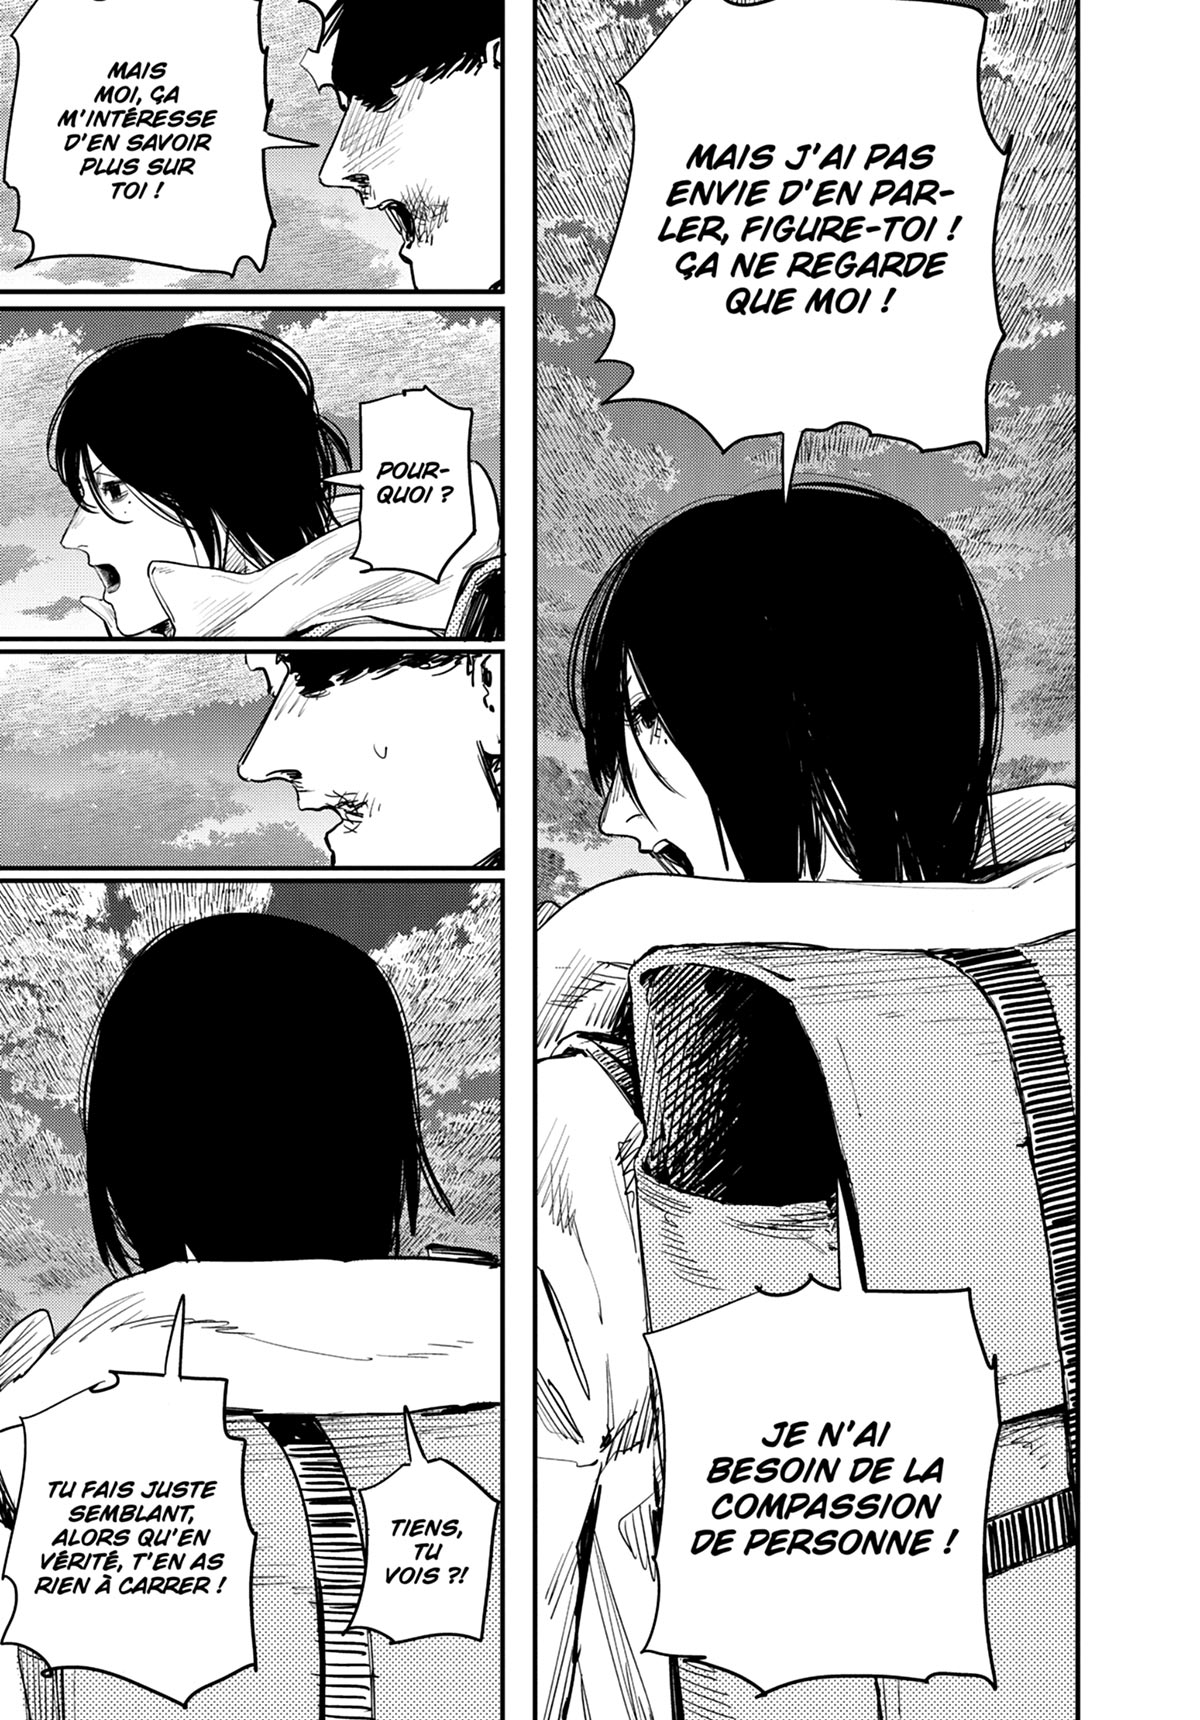 MAIS J'AI PAS
ENVIE D'EN PAR-
LER, FIGURE-TOI !
ÇA NE REGARDE
QUE MOI !
JE N'AI
BESOIN DE LA
COMPASSION
DE PERSONNE !
MAIS
MOI, ÇA
M'INTÉRESSE
D'EN SAVOIR
PLUS SUR
TOI !
POUR-
QUOI ?
TIENS,
TU
VOIS ?!
TU FAIS JUSTE
SEMBLANT,
ALORS QU'EN
VÉRITÉ, T'EN AS
RIEN À CARRER !